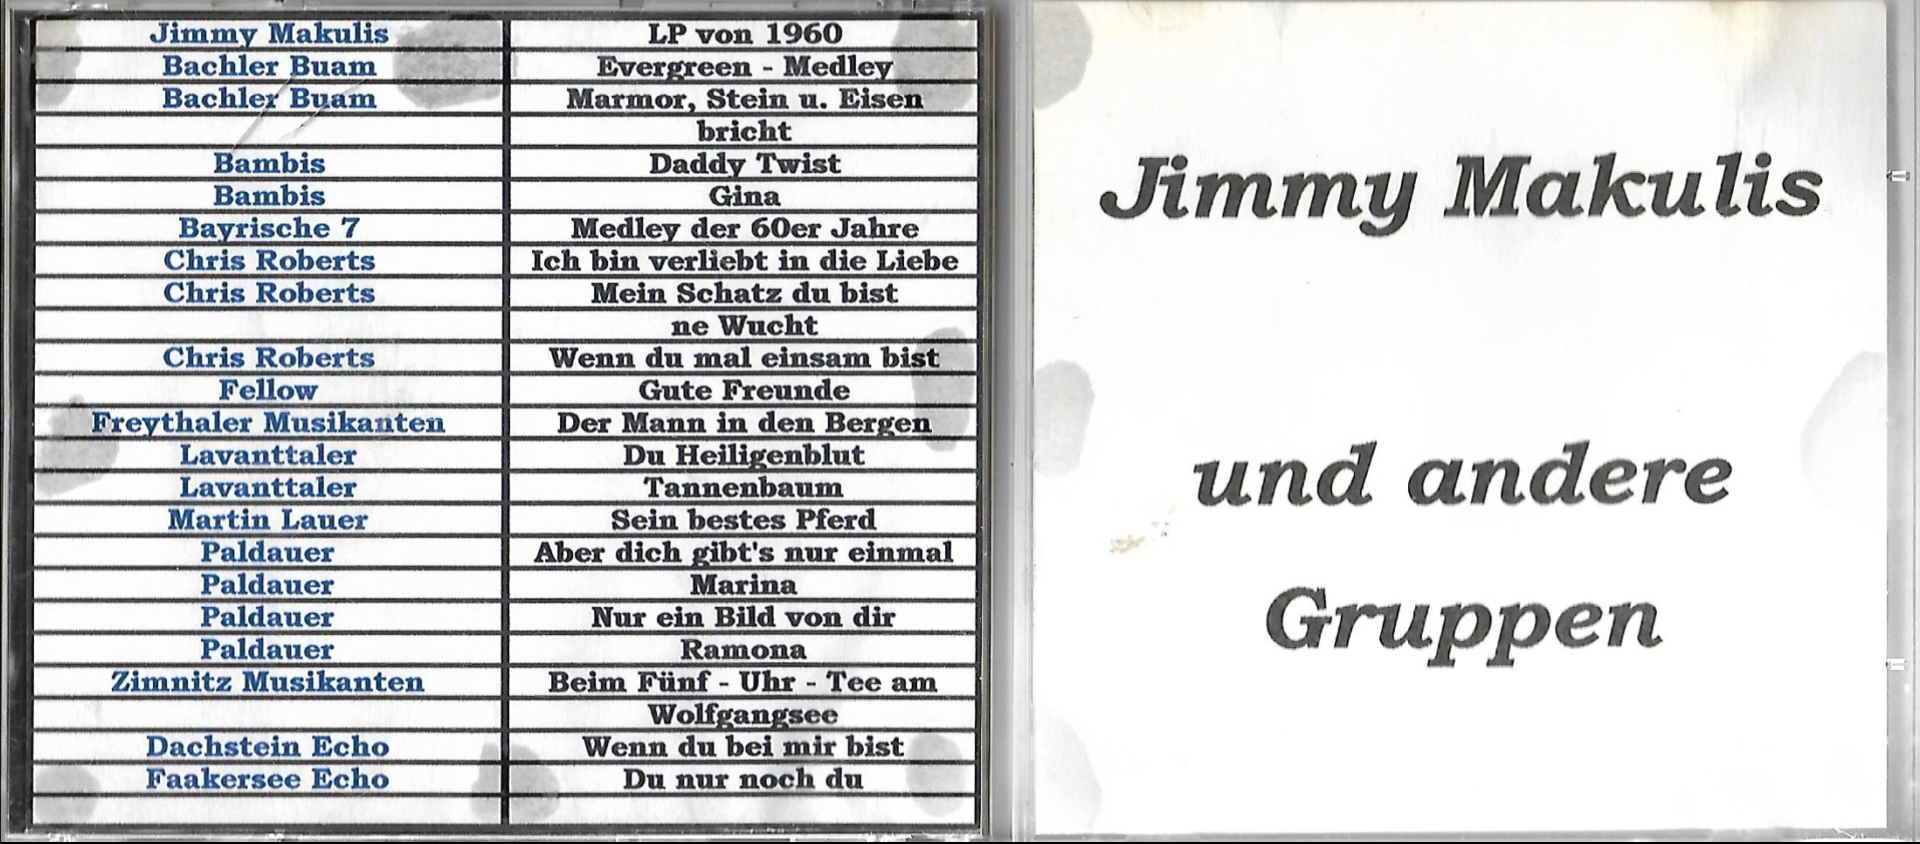 Jimmy Makulis LP von 1960
Bachler Buam Evergreen - Medley
Bachler Buam Marmor, Stein u. Eisen
bricht
Bambis Daddy Twist
Bambis Gina
Bayrische 7 Medley der 60er Jahre
Chris Roberts Ich bin verliebt in die Liebe
Chris Roberts Mein Schatz du bist
ne Wucht
Chris Roberts Wenn du mal einsam bist
Fellow Gute Freunde
Freythaler Musikanten Der Mann in den Bergen
Lavanttaler Du Heiligenblut
Lavanttaler Tannenbaum
Martin Lauer Sein bestes Pferd
Paldauer Aber dich gibt's nur einmal
Paldauer Marina
Paldauer Nur ein Bild von dir
Paldauer Ramona
Zimnitz Musikanten Beim Fünf - Uhr - Tee am
Wolfgangsee
Dachstein Echo Wenn du bei mir bist
Faakersee Echo Du nur noch du
Jimmy Makulis
und andere
Gruppen